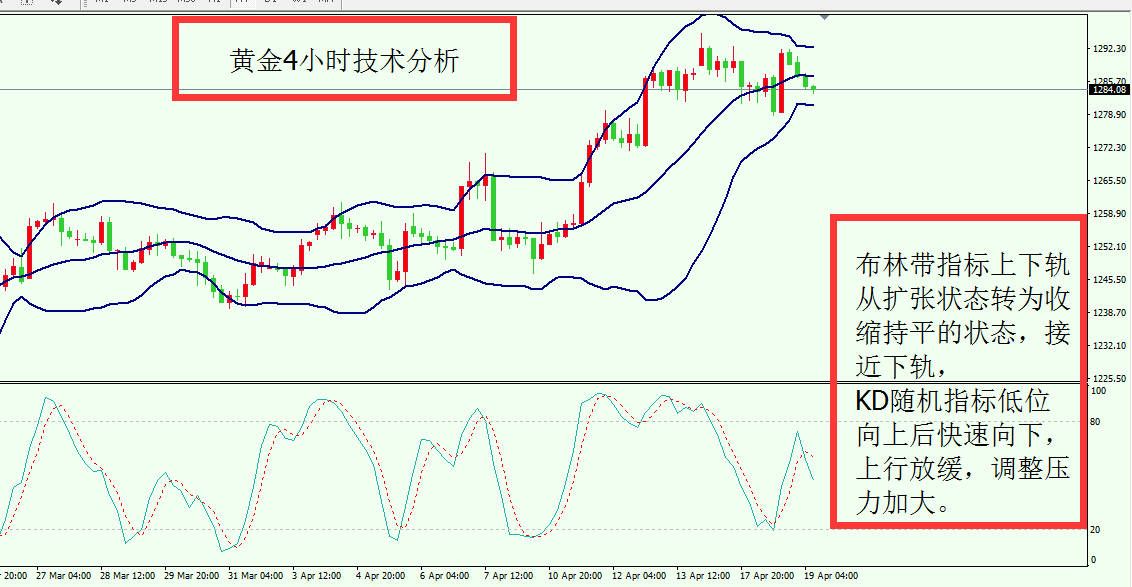 黄金4小时技术分析
1292.30
1285.70
1284.08
1278.90
1272.30
1265.50
1258.90
1252.10
1245.50
1238.70
1232.10
1225.50
布林带指标上下轨
从扩张状态转为收
缩持平的状态，接
近下轨，
KD随机指标低位
向上后快速向下，
上行放缓，调整压
力加大。
100
80
20
0
20:00 27 Mar 04:00 28 Mar 12:00 29 Mar 20:00 31 Mar 04:00 3 Apr 12:00 4 Apr 20:00 6 Apr 04:00 7 Apr 12:00 10 Apr 20:00 12 Apr 04:00 13 Apr 12:00 17 Apr 20:00 19 Apr 04:00